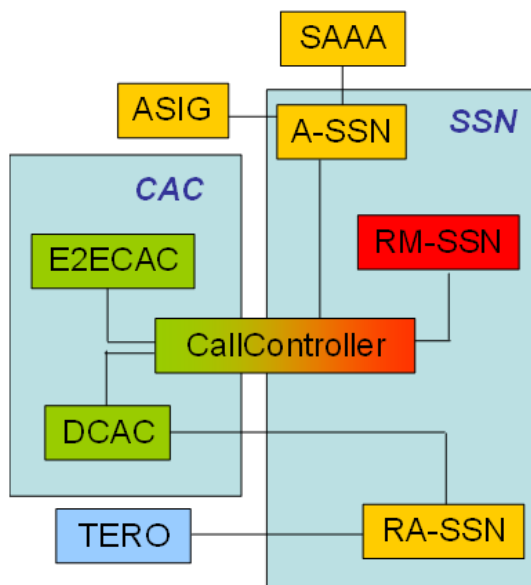 SAAA
ASIG
A-SSN
SSN
CAC
E2ECAC
RM-SSN
CallController
DCAC
TERO
RA-SSN